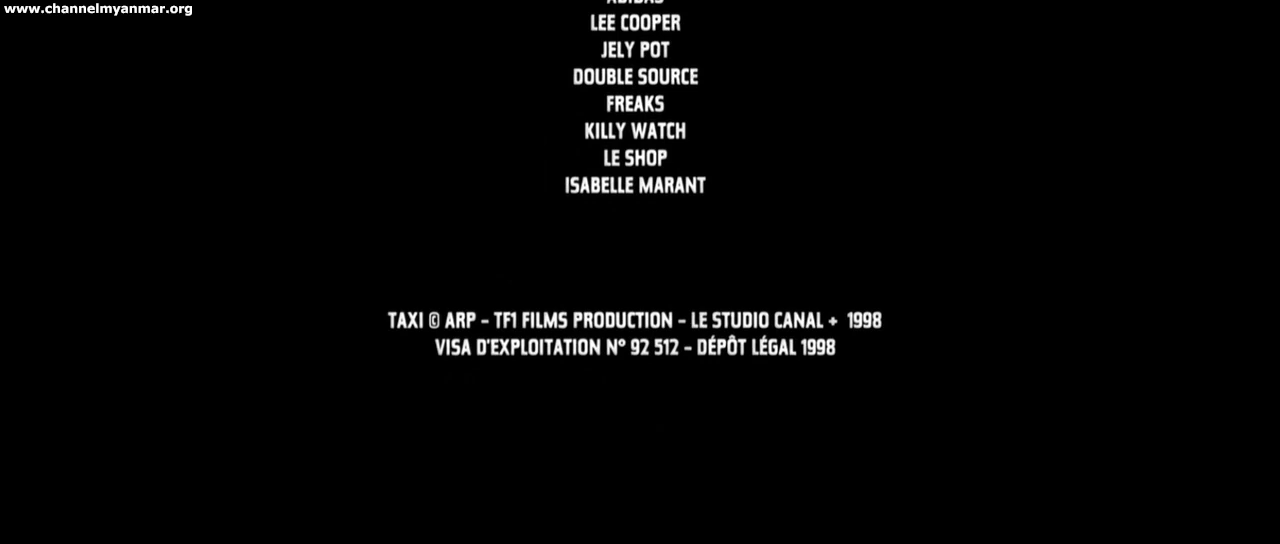 www.channelmyanmar.org
ADIDAS
LEE COOPER
JELY POT
DOUBLE SOURCE
FREAKS
KILLY WATCH
LE SHOP
ISABELLE MARANT
TAXI © ARP - TF1 FILMS PRODUCTION - LE STUDIO CANAL + 1998
VISA D'EXPLOITATION N° 92 512 - DÉPÔT LÉGAL 1998